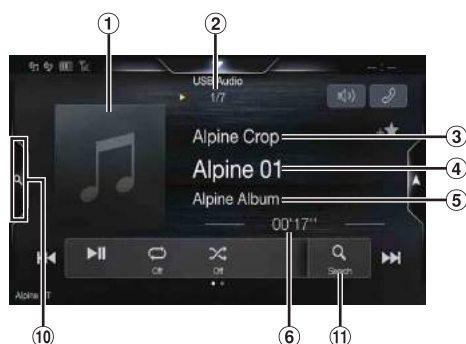 ① ②
USB Audio
1/7
Alpine Crop ③
Alpine 01 ④
Alpine Album ⑤
00'17"
Off Off Search
⑩ ⑥ ⑪